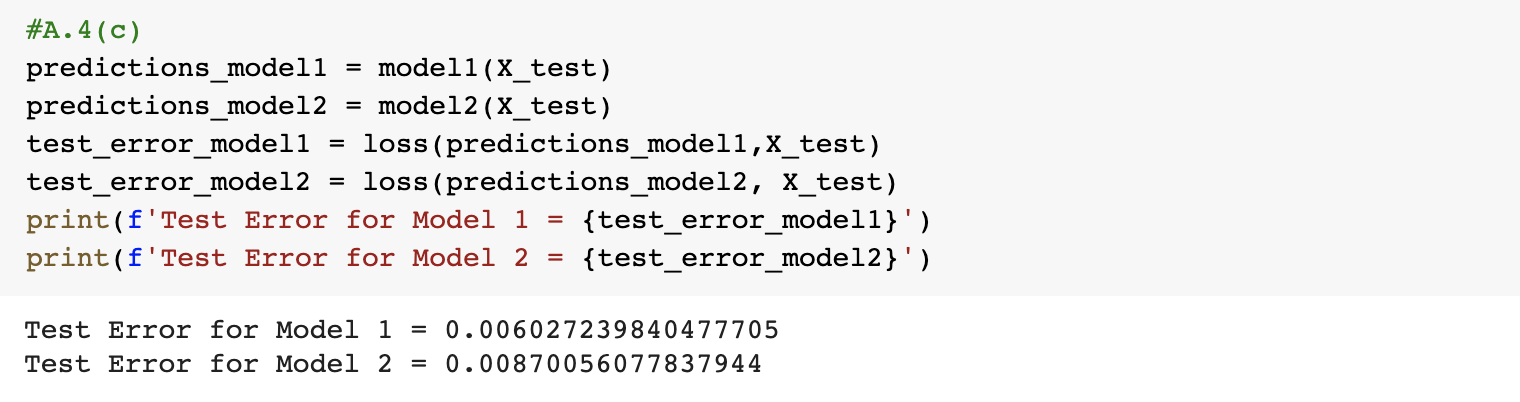 #A.4(c)
predictions_model1 = model1(X_test)
predictions_model2 = model2(X_test)
test_error_model1 = loss(predictions_model1,X_test)
test_error_model2 = loss(predictions_model2, X_test)
print(f'Test Error for Model 1 = {test_error_model1}')
print(f'Test Error for Model 2 = {test_error_model2}')
Test Error for Model 1 = 0.006027239840477705
Test Error for Model 2 = 0.00870056077837944